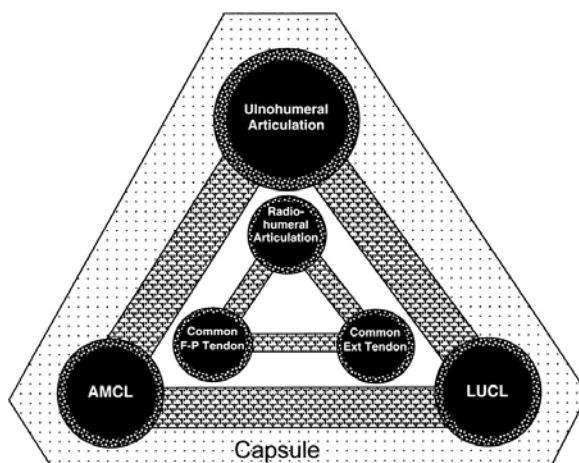 Ulnohumeral
Articulation
Radio-
humeral
Articulation
Common
F-P Tendon
Common
Ext Tendon
AMCL
LUCL
Capsule